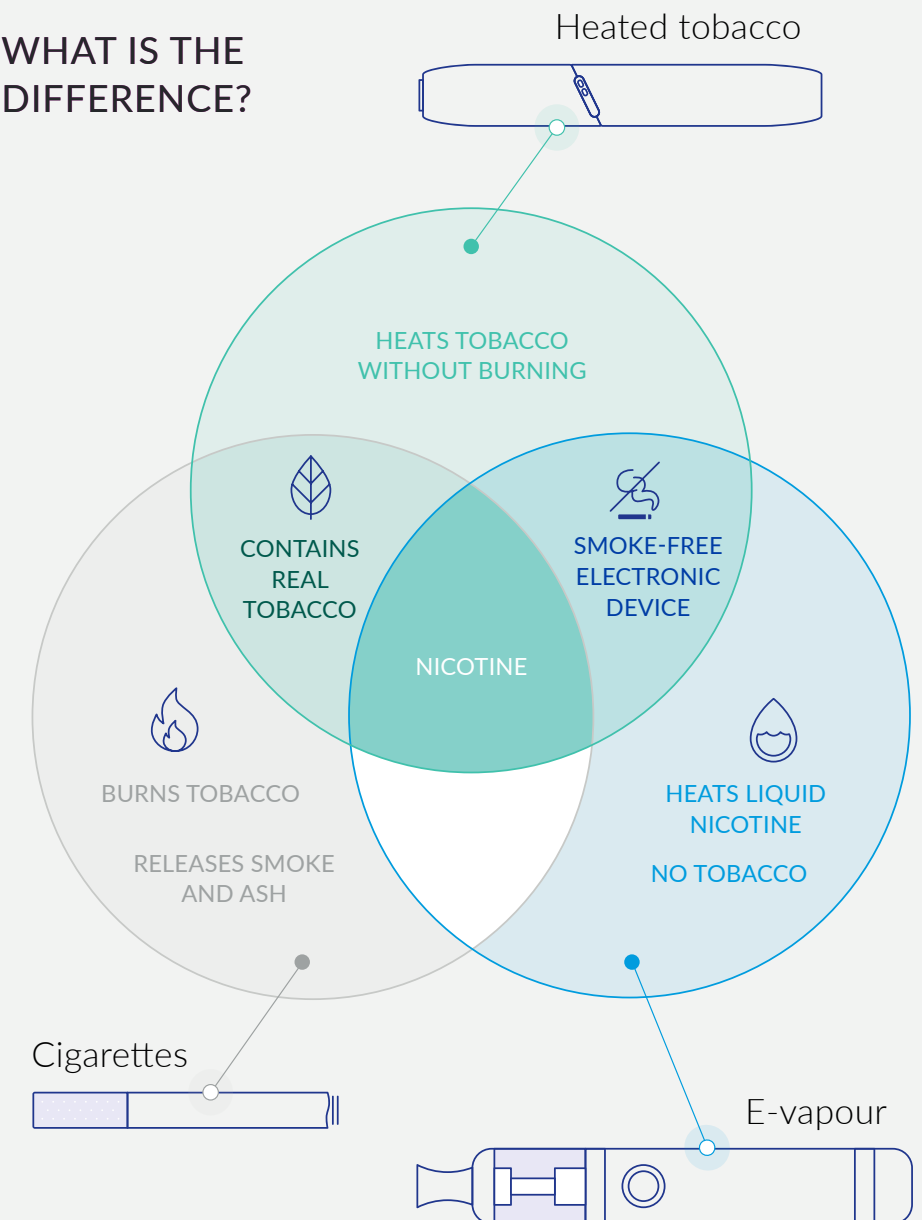 WHAT IS THE
DIFFERENCE?
Heated tobacco
HEATS TOBACCO
WITHOUT BURNING
CONTAINS
REAL
TOBACCO
SMOKE-FREE
ELECTRONIC
DEVICE
NICOTINE
BURNS TOBACCO
RELEASES SMOKE
AND ASH
HEATS LIQUID
NICOTINE
NO TOBACCO
Cigarettes
E-vapour